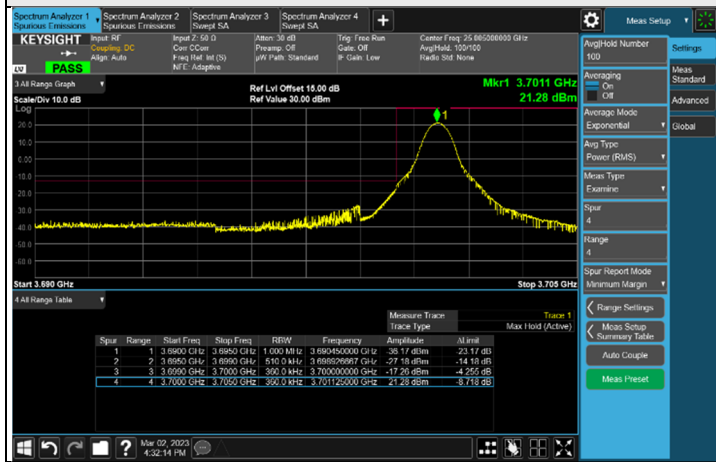 Spectrum Analyzer 1
Spurious Emissions
Spectrum Analyzer 2
Spurious Emissions
Spectrum Analyzer 3
Swept SA
Spectrum Analyzer 4
Swept SA
+
Meas Setup
KEYSIGHT
Input: RF
Coupling: DC
Align: Auto
Input Z: 50 Ω
Corr CCorr
Freq Ref: Int (S)
NFE: Adaptive
Atten: 30 dB
Preamp: Off
µW Path: Standard
Trig: Free Run
Gate: Off
IF Gain: Low
Center Freq: 25.005000000 GHz
Avg|Hold: 100/100
Radio Std: None
PASS
3 All Range Graph
Scale/Div 10.0 dB
Ref Lvl Offset 15.00 dB
Ref Value 30.00 dBm
Mkr1 3.7011 GHz
21.28 dBm
Log
20.0
10.0
0.00
-10.0
-20.0
-30.0
-40.0
-50.0
-60.0
1
Start 3.690 GHz
Stop 3.705 GHz
4 All Range Table
Measure Trace Trace 1
Trace Type Max Hold (Active)
Spur Range Start Freq Stop Freq RBW Frequency Amplitude ΔLimit
1 1 3.6900 GHz 3.6950 GHz 1.000 MHz 3.690450000 GHz -36.17 dBm -23.17 dB
2 2 3.6950 GHz 3.6990 GHz 510.0 kHz 3.698926667 GHz -27.18 dBm -14.18 dB
3 3 3.6990 GHz 3.7000 GHz 360.0 kHz 3.700000000 GHz -17.26 dBm -4.255 dB
4 4 3.7000 GHz 3.7050 GHz 360.0 kHz 3.701125000 GHz 21.28 dBm -8.718 dB
Avg|Hold Number
100
Averaging
On
Off
Average Mode
Exponential
Avg Type
Power (RMS)
Meas Type
Examine
Spur
4
Range
4
Spur Report Mode
Minimum Margin
Range Settings
Meas Setup
Summary Table
Auto Couple
Meas Preset
Settings
Meas
Standard
Advanced
Global
?
Mar 02, 2023
4:32:14 PM